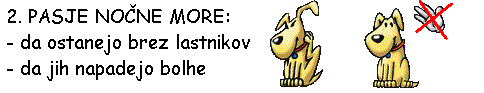 2. PASJE NOČNE MORE:
- da ostanejo brez lastnikov
- da jih napadejo bolhe